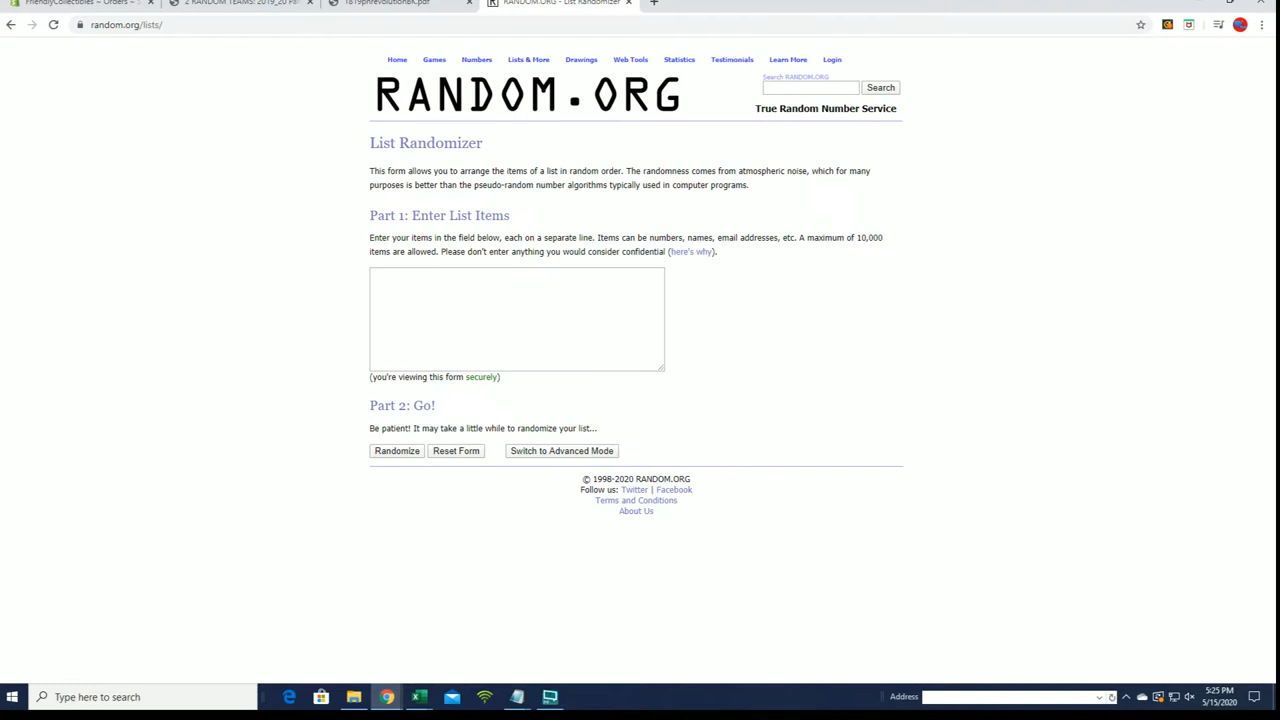 FriendlyCollectibles ~ Orders ~ S
2 RANDOM TEAMS: 2019_20 Pan
1819pnrevolution8K.pdf
RANDOM.ORG - List Randomizer
random.org/lists/
Home Games Numbers Lists & More Drawings Web Tools Statistics Testimonials Learn More Login
RANDOM.ORG
Search RANDOM.ORG
Search
True Random Number Service
List Randomizer
This form allows you to arrange the items of a list in random order. The randomness comes from atmospheric noise, which for many
purposes is better than the pseudo-random number algorithms typically used in computer programs.
Part 1: Enter List Items
Enter your items in the field below, each on a separate line. Items can be numbers, names, email addresses, etc. A maximum of 10,000
items are allowed. Please don't enter anything you would consider confidential (here's why).
(you're viewing this form securely)
Part 2: Go!
Be patient! It may take a little while to randomize your list...
Randomize Reset Form Switch to Advanced Mode
© 1998-2020 RANDOM.ORG
Follow us: Twitter | Facebook
Terms and Conditions
About Us
Type here to search
Address
5:25 PM
5/15/2020